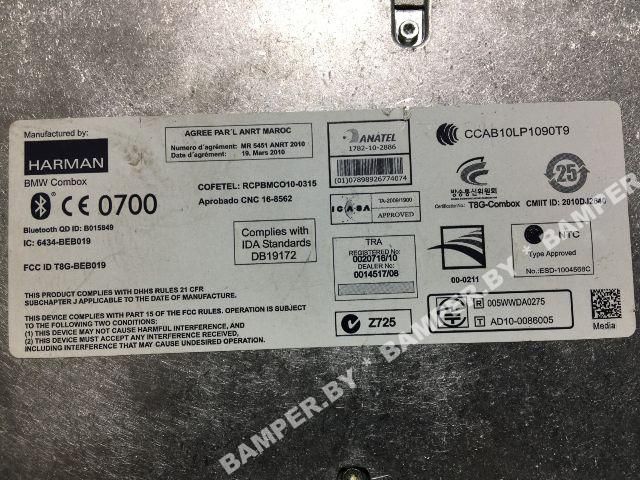 Manufactured by:
HARMAN
BMW Combox
CE 0700
Bluetooth QD ID: B015849
IC: 6434-BEB019
FCC ID T8G-BEB019
THIS PRODUCT COMPLIES WITH DHHS RULES 21 CFR
SUBCHAPTER J APPLICABLE TO DATE OF MANUFACTURE.
THIS DEVICE COMPLIES WITH PART 15 OF THE FCC RULES. OPERATION IS SUBJECT
TO THE FOLLOWING TWO CONDITIONS:
(1) THIS DEVICE MAY NOT CAUSE HARMFUL INTERFERENCE, AND
(2) THIS DEVICE MUST ACCEPT ANY INTERFERENCE RECEIVED,
INCLUDING INTERFERENCE THAT MAY CAUSE UNDESIRED OPERATION.
AGREE PAR´L ANRT MAROC
Numero d´agrément: MR 5451 ANRT 2010
Date d´agrément: 19. Mars 2010
COFETEL: RCPBMCO10-0315
Aprobado CNC 16-8562
Complies with
IDA Standards
DB19172
ANATEL
1782-10-2886
(01)07898926774074
ICASA
TA-2009/1900
APPROVED
TRA
REGISTERED No
0020716/10
DEALER No
0014517/08
Z725
CCAB10LP1090T9
방송통신위원회
25
Certification No: T8G-Combox
CMIIT ID: 2010DJ2640
00-0211
NTC
Type Approved
No.:ESD-1004568C
R 005WWDA0275
T AD10-0086005
Media
BAMPER.BY * BAMPER.BY * BAMPER.BY